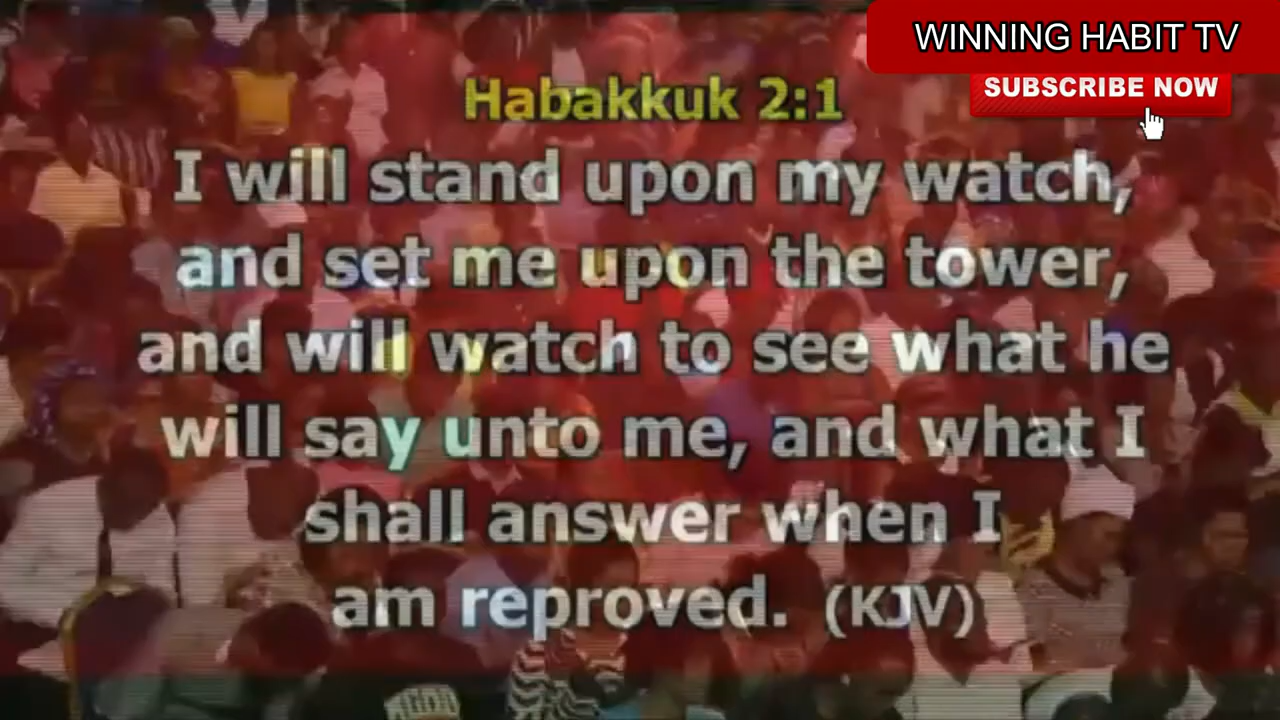 WINNING HABIT TV
SUBSCRIBE NOW
Habakkuk 2:1
I will stand upon my watch,
and set me upon the tower,
and will watch to see what he
will say unto me, and what I
shall answer when I
am reproved. (KJV)